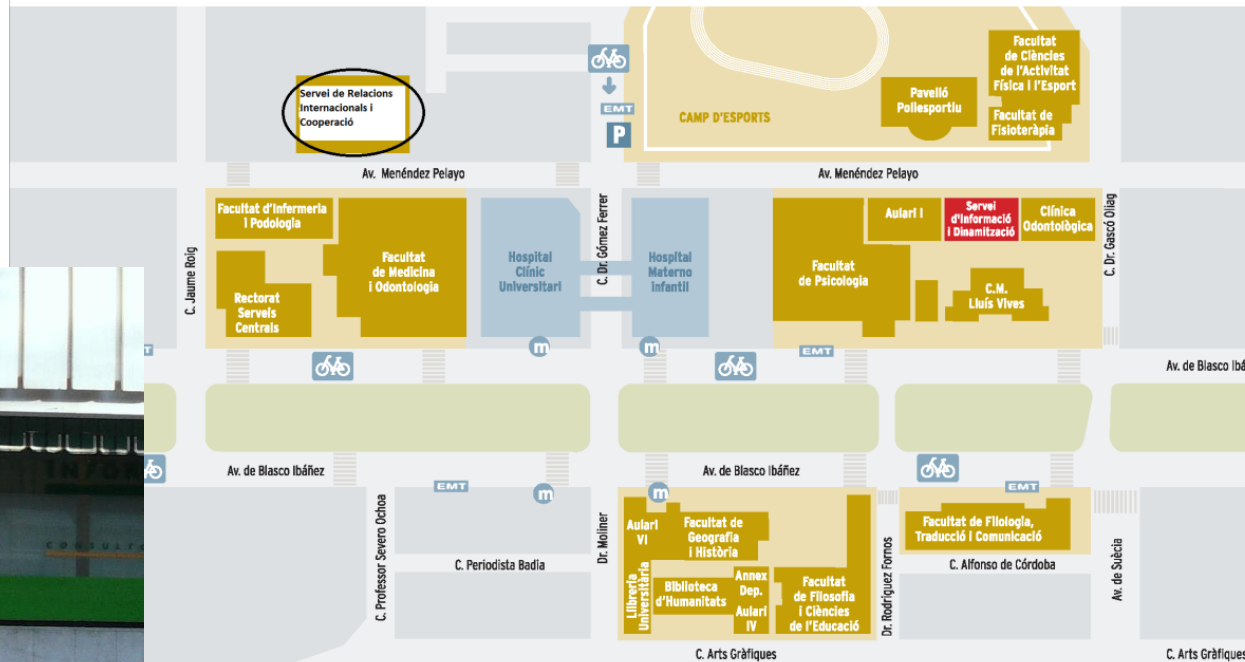 Servei de Relacions
Internacionals i
Cooperació
EMT
P
CAMP D'ESPORTS
Pavelló
Poliesportiu
Facultat
de Ciències
de l'Activitat
Física i l'Esport
Facultat de
Fisioteràpia
Av. Menéndez Pelayo
Av. Menéndez Pelayo
C. Jaume Roig
Facultat d'Infermeria
i Podologia
Rectorat
Serveis
Centrals
Facultat
de Medicina
i Odontologia
Hospital
Clínic
Universitari
C. Dr. Gómez Ferrer
Hospital
Materno
infantil
Facultat
de Psicologia
Aulari I
Servei
d'Informació
i Dinamització
Clínica
Odontològica
C.M.
Lluís Vives
C. Dr. Gascó Oliag
EMT
m
m
EMT
Av. de Blasco Ibá
Av. de Blasco Ibáñez
Av. de Blasco Ibáñez
EMT
m
m
EMT
C. Professor Severo Ochoa
C. Periodista Badia
Dr. Moliner
Aulari
VI
Facultat de
Geografia
i Història
Llibreria
Universitària
Biblioteca
d'Humanitats
Annex
Dep.
Aulari
IV
Facultat
de Filosofia
i Ciències
de l'Educació
Dr. Rodríguez Fornos
Facultat de Filologia,
Traducció i Comunicació
C. Alfonso de Córdoba
Av. de Suècia
C. Arts Gràfiques
C. Arts Gràfiques